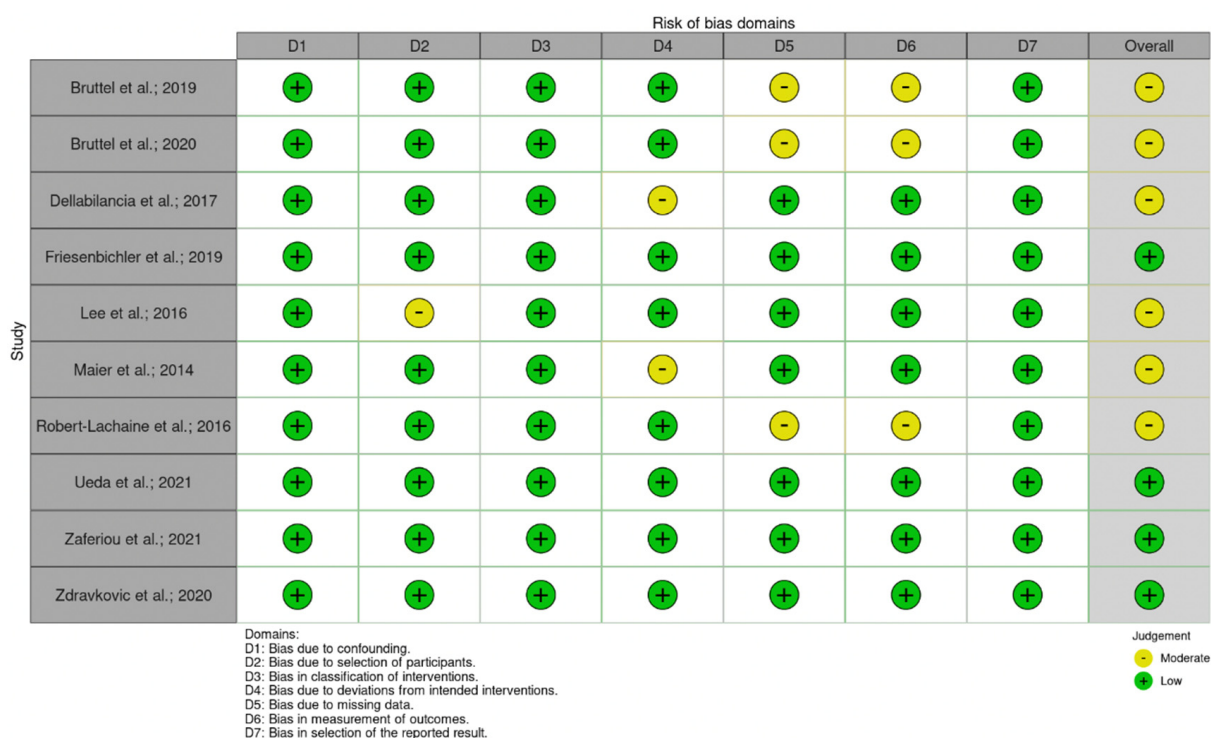 Risk of bias domains
D1 D2 D3 D4 D5 D6 D7 Overall
Study
Bruttel et al.; 2019 + + + + - - + -
Bruttel et al.; 2020 + + + + - - + -
Dellabilancia et al.; 2017 + + + - + + + -
Friesenbichler et al.; 2019 + + + + + + + +
Lee et al.; 2016 + - + + + + + -
Maier et al.; 2014 + + + - + + + -
Robert-Lachaine et al.; 2016 + + + + - - + -
Ueda et al.; 2021 + + + + + + + +
Zaferiou et al.; 2021 + + + + + + + +
Zdravkovic et al.; 2020 + + + + + + + +
Domains:
D1: Bias due to confounding.
D2: Bias due to selection of participants.
D3: Bias in classification of interventions.
D4: Bias due to deviations from intended interventions.
D5: Bias due to missing data.
D6: Bias in measurement of outcomes.
D7: Bias in selection of the reported result.
Judgement
- Moderate
+ Low